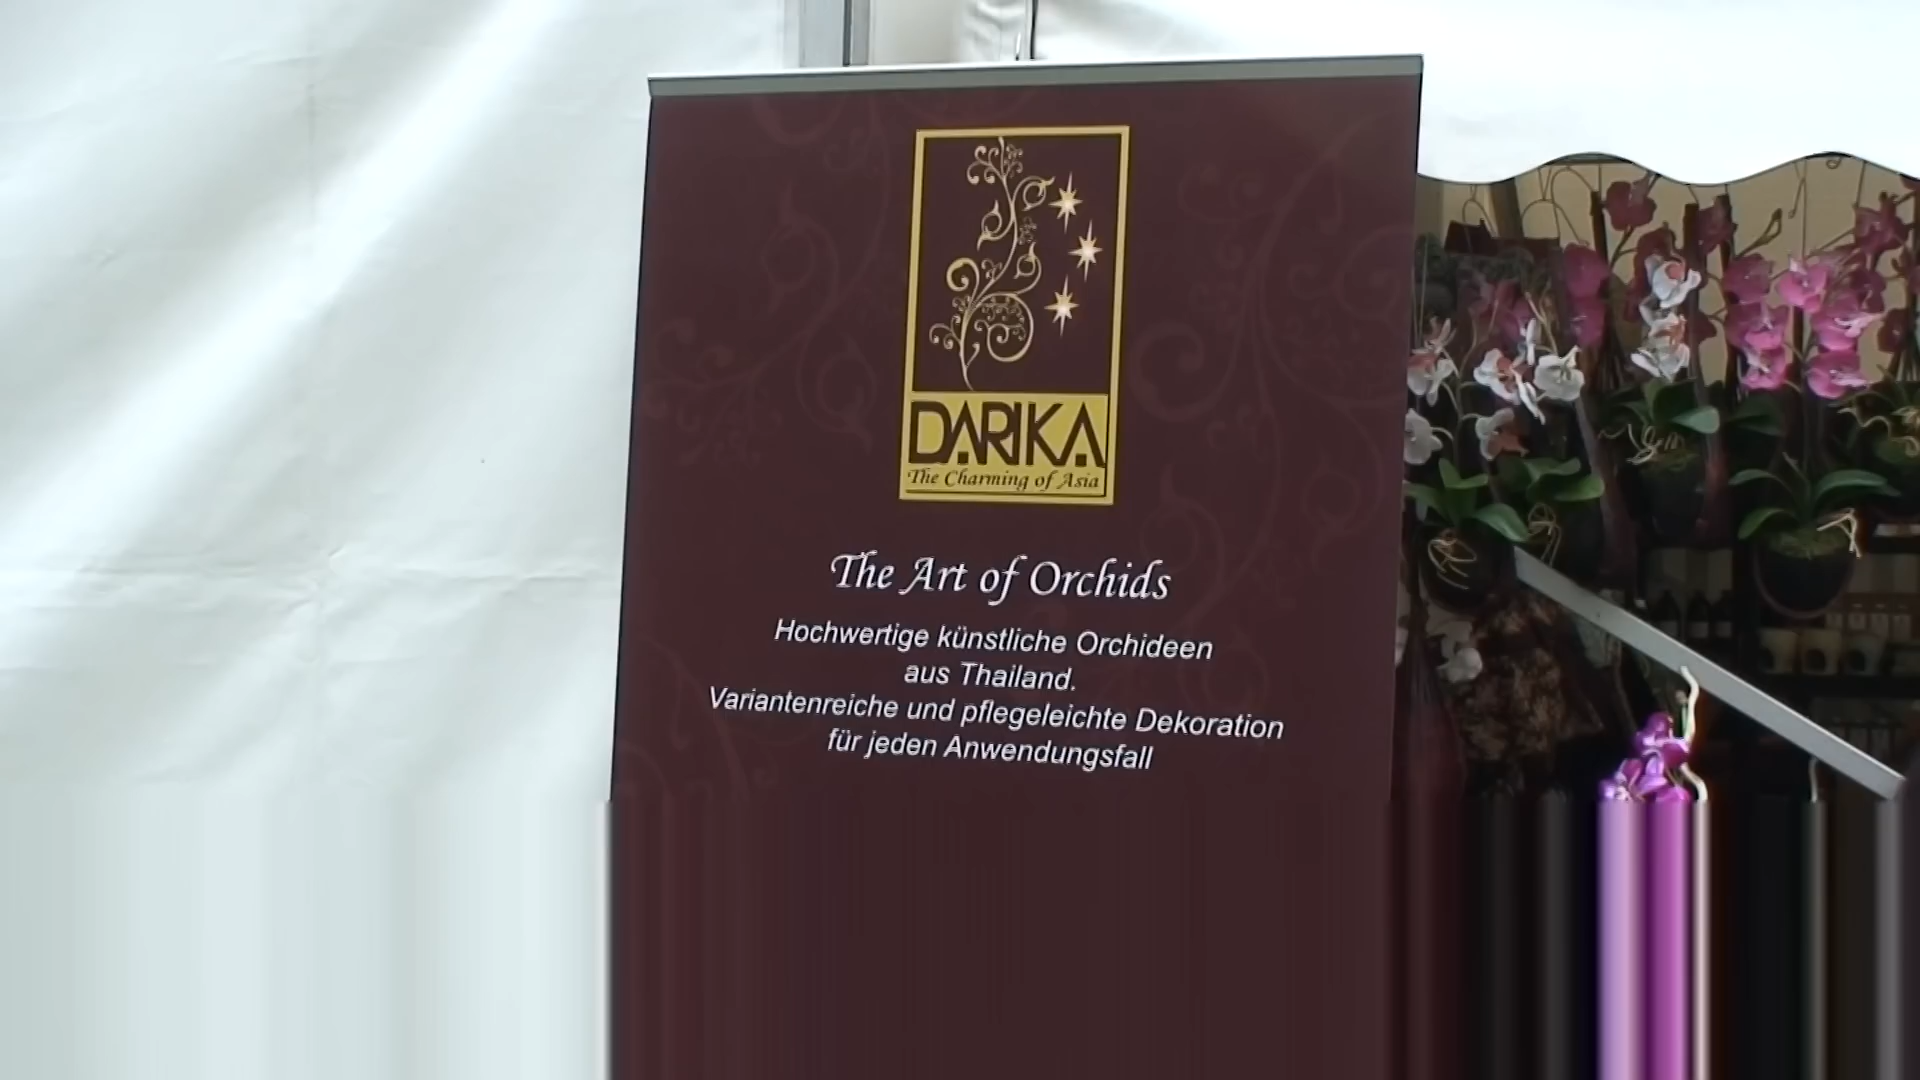 DARIKA
The Charming of Asia
The Art of Orchids
Hochwertige künstliche Orchideen
aus Thailand.
Variantenreiche und pflegeleichte Dekoration
für jeden Anwendungsfall